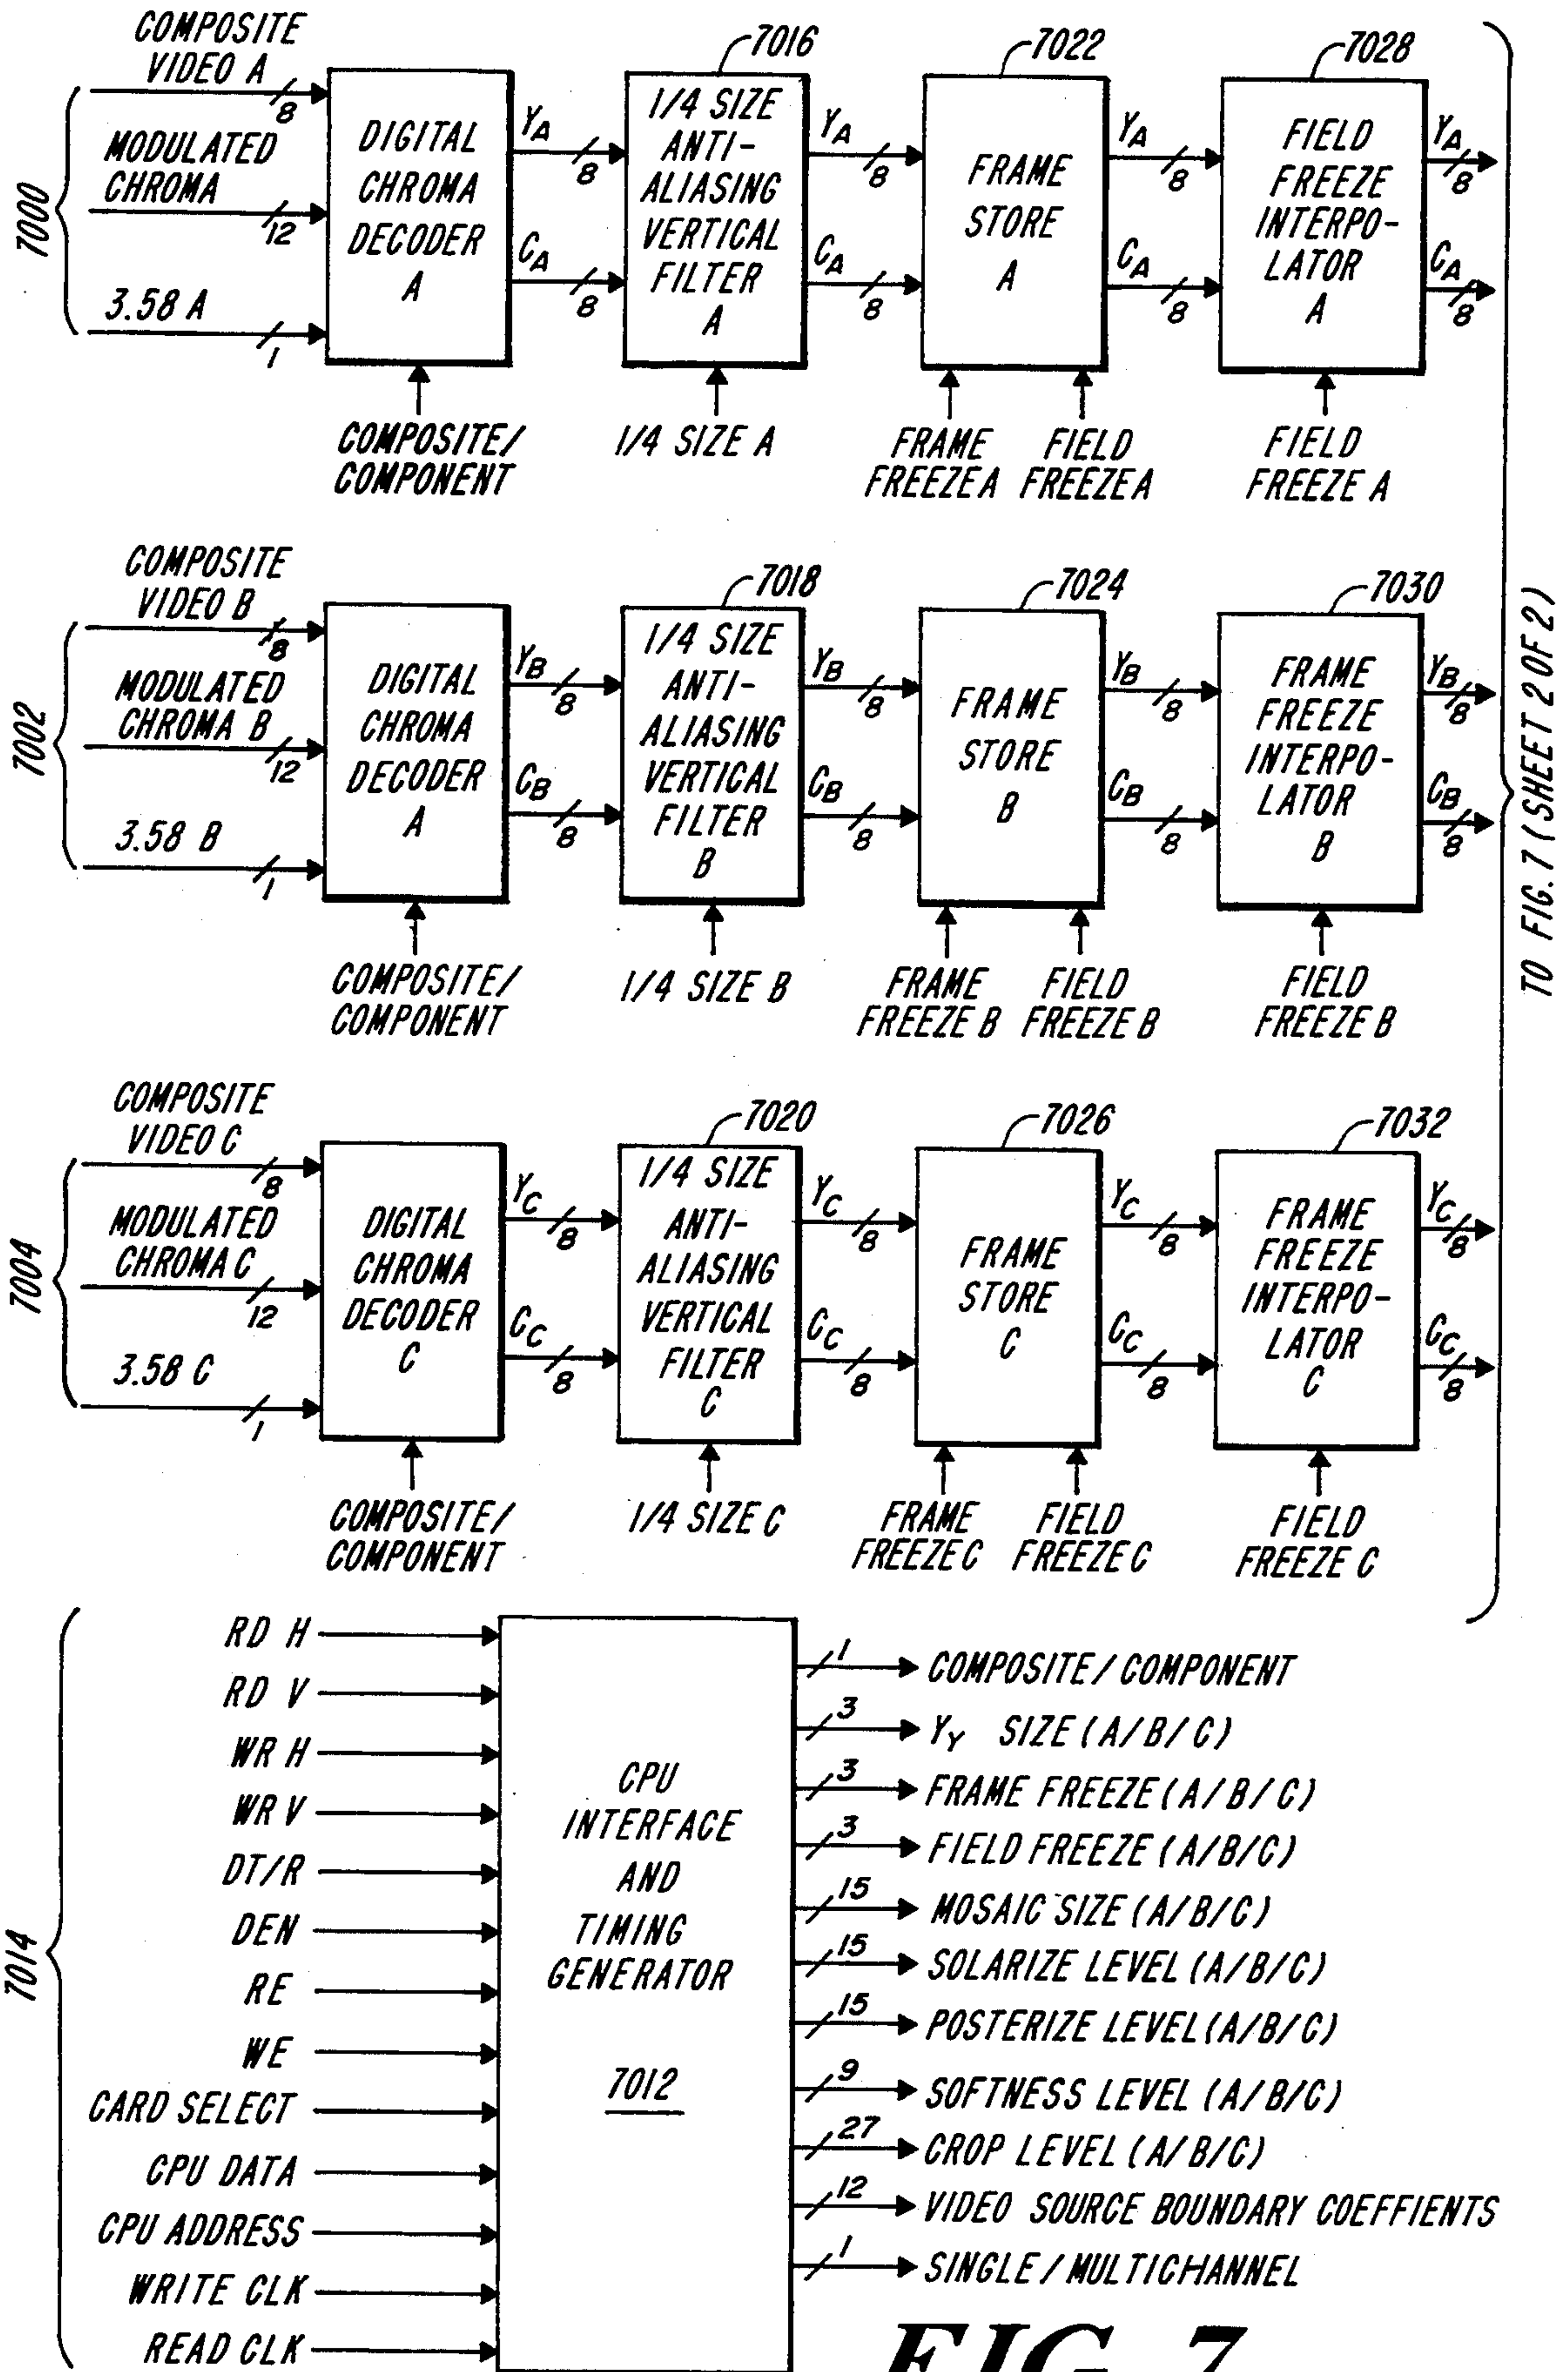 COMPOSITE
VIDEO A
8
MODULATED
CHROMA
12
3.58 A
1
7000
DIGITAL
CHROMA
DECODER
A
COMPOSITE/
COMPONENT
YA
8
CA
8
7016
1/4 SIZE
ANTI-
ALIASING
VERTICAL
FILTER
A
1/4 SIZE A
YA
8
CA
8
7022
FRAME
STORE
A
FRAME
FREEZE A
FIELD
FREEZE A
YA
8
CA
8
7028
FIELD
FREEZE
INTERPO-
LATOR
A
FIELD
FREEZE A
YA
8
CA
8
COMPOSITE
VIDEO B
8
MODULATED
CHROMA B
12
3.58 B
1
7002
DIGITAL
CHROMA
DECODER
A
COMPOSITE/
COMPONENT
YB
8
CB
8
7018
1/4 SIZE
ANTI-
ALIASING
VERTICAL
FILTER
B
1/4 SIZE B
YB
8
CB
8
7024
FRAME
STORE
B
FRAME
FREEZE B
FIELD
FREEZE B
YB
8
CB
8
7030
FRAME
FREEZE
INTERPO-
LATOR
B
FIELD
FREEZE B
YB
8
CB
8
COMPOSITE
VIDEO C
8
MODULATED
CHROMA C
12
3.58 C
1
7004
DIGITAL
CHROMA
DECODER
C
COMPOSITE/
COMPONENT
YC
8
CC
8
7020
1/4 SIZE
ANTI-
ALIASING
VERTICAL
FILTER
C
1/4 SIZE C
YC
8
CC
8
7026
FRAME
STORE
C
FRAME
FREEZE C
FIELD
FREEZE C
YC
8
CC
8
7032
FRAME
FREEZE
INTERPO-
LATOR
C
FIELD
FREEZE C
YC
8
CC
8
TO FIG. 7 (SHEET 2 OF 2)
7014
RD H
RD V
WR H
WR V
DT/R
DEN
RE
WE
CARD SELECT
CPU DATA
CPU ADDRESS
WRITE CLK
READ CLK
CPU
INTERFACE
AND
TIMING
GENERATOR
7012
1 COMPOSITE / COMPONENT
3 YY SIZE (A/B/C)
3 FRAME FREEZE (A/B/C)
3 FIELD FREEZE (A/B/C)
15 MOSAIC SIZE (A/B/C)
15 SOLARIZE LEVEL (A/B/C)
15 POSTERIZE LEVEL (A/B/C)
9 SOFTNESS LEVEL (A/B/C)
27 CROP LEVEL (A/B/C)
12 VIDEO SOURCE BOUNDARY COEFFIENTS
1 SINGLE / MULTICHANNEL
FIG. 7